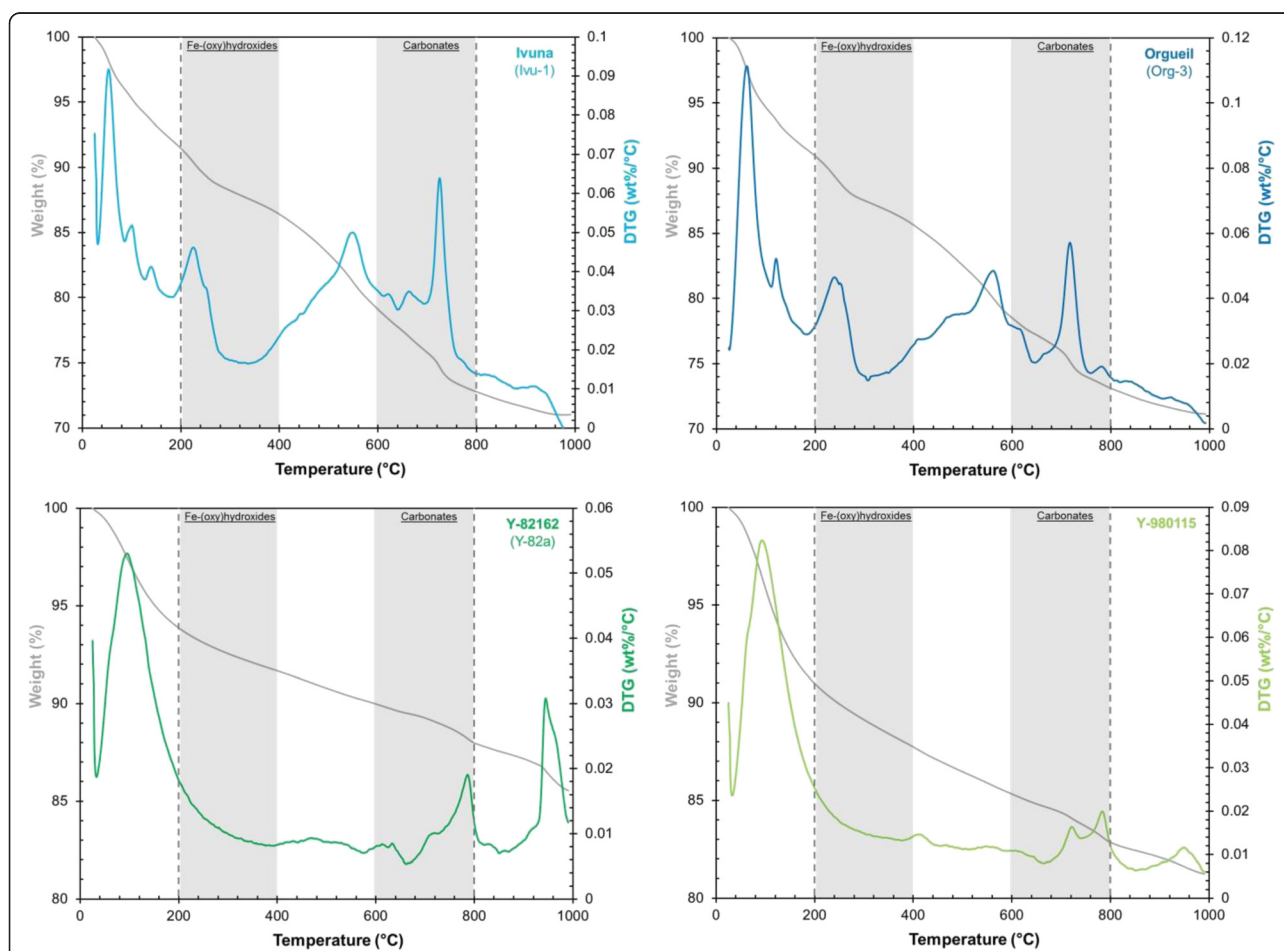 Fe-(oxy)hydroxides
Carbonates
Ivuna
(Ivu-1)
100
95
90
85
80
75
70
Weight (%)
0.1
0.09
0.08
0.07
0.06
0.05
0.04
0.03
0.02
0.01
0
DTG (wt%/°C)
0 200 400 600 800 1000
Temperature (°C)
Fe-(oxy)hydroxides
Carbonates
Orgueil
(Org-3)
100
95
90
85
80
75
70
Weight (%)
0.12
0.1
0.08
0.06
0.04
0.02
0
DTG (wt%/°C)
0 200 400 600 800 1000
Temperature (°C)
Fe-(oxy)hydroxides
Carbonates
Y-82162
(Y-82a)
100
95
90
85
80
Weight (%)
0.06
0.05
0.04
0.03
0.02
0.01
0
DTG (wt%/°C)
0 200 400 600 800 1000
Temperature (°C)
Fe-(oxy)hydroxides
Carbonates
Y-980115
100
95
90
85
80
Weight (%)
0.09
0.08
0.07
0.06
0.05
0.04
0.03
0.02
0.01
0
DTG (wt%/°C)
0 200 400 600 800 1000
Temperature (°C)